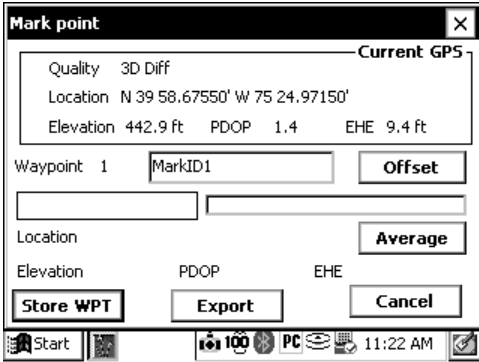 Mark point
Current GPS
Quality 3D Diff
Location N 39 58.67550' W 75 24.97150'
Elevation 442.9 ft PDOP 1.4 EHE 9.4 ft
Waypoint 1 MarkID1 Offset
Location Average
Elevation PDOP EHE
Store WPT Export Cancel
Start 100 PC 11:22 AM